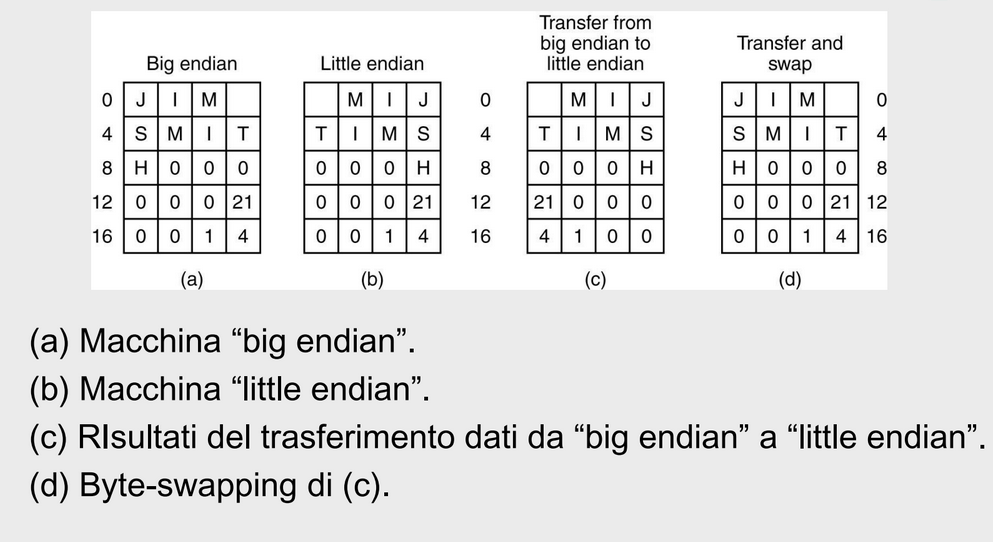 Transfer from
big endian to
little endian
Transfer and
swap
Big endian
Little endian
0 J I M M I J 0 M I J J I M 0
4 S M I T T I M S 4 T I M S S M I T 4
8 H 0 0 0 0 0 0 H 8 0 0 0 H H 0 0 0 8
12 0 0 0 21 0 0 0 21 12 21 0 0 0 0 0 0 21 12
16 0 0 1 4 0 0 1 4 16 4 1 0 0 0 0 1 4 16
(a) (b) (c) (d)
(a) Macchina “big endian”.
(b) Macchina “little endian”.
(c) RIsultati del trasferimento dati da “big endian” a “little endian”.
(d) Byte-swapping di (c).